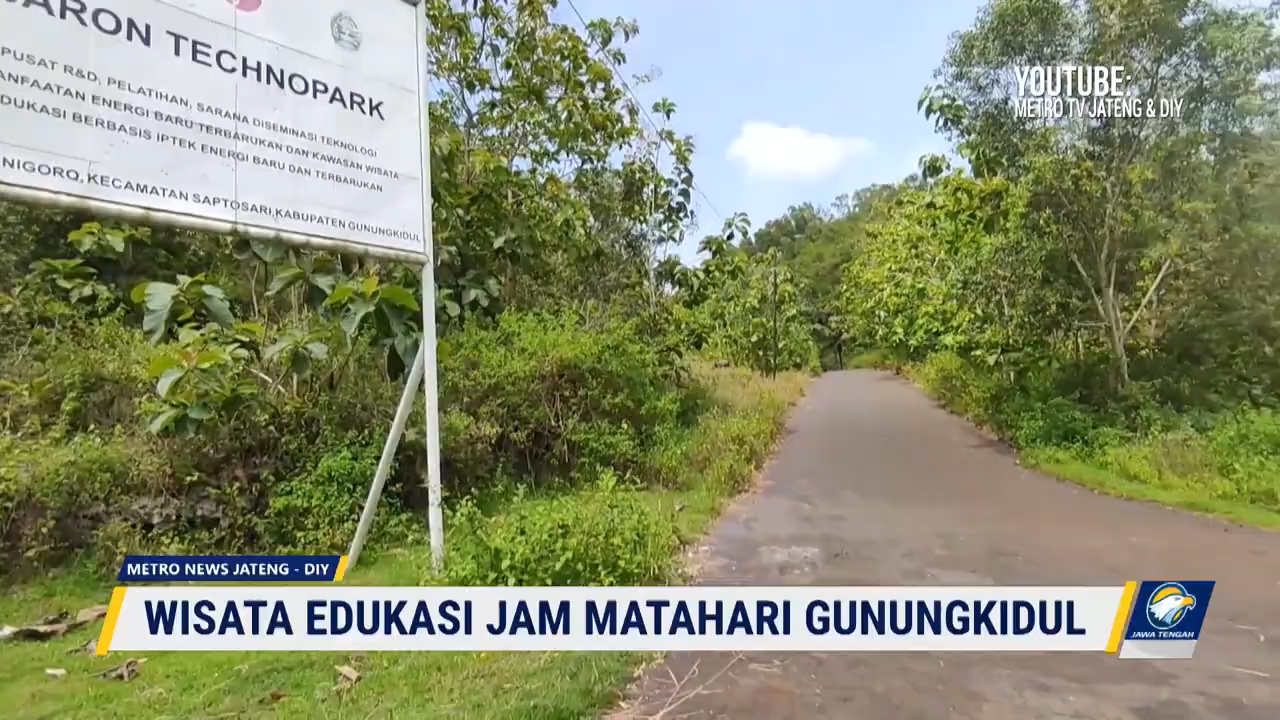 ARON TECHNOPARK
PUSAT R&D, PELATIHAN, SARANA DISEMINASI TEKNOLOGI
ANFAATAN ENERGI BARU TERBARUKAN DAN KAWASAN WISATA
DUKASI BERBASIS IPTEK ENERGI BARU DAN TERBARUKAN
NIGORO, KECAMATAN SAPTOSARI, KABUPATEN GUNUNGKIDUL
YOUTUBE:
METRO TV JATENG & DIY
METRO NEWS JATENG - DIY
WISATA EDUKASI JAM MATAHARI GUNUNGKIDUL
JAWA TENGAH